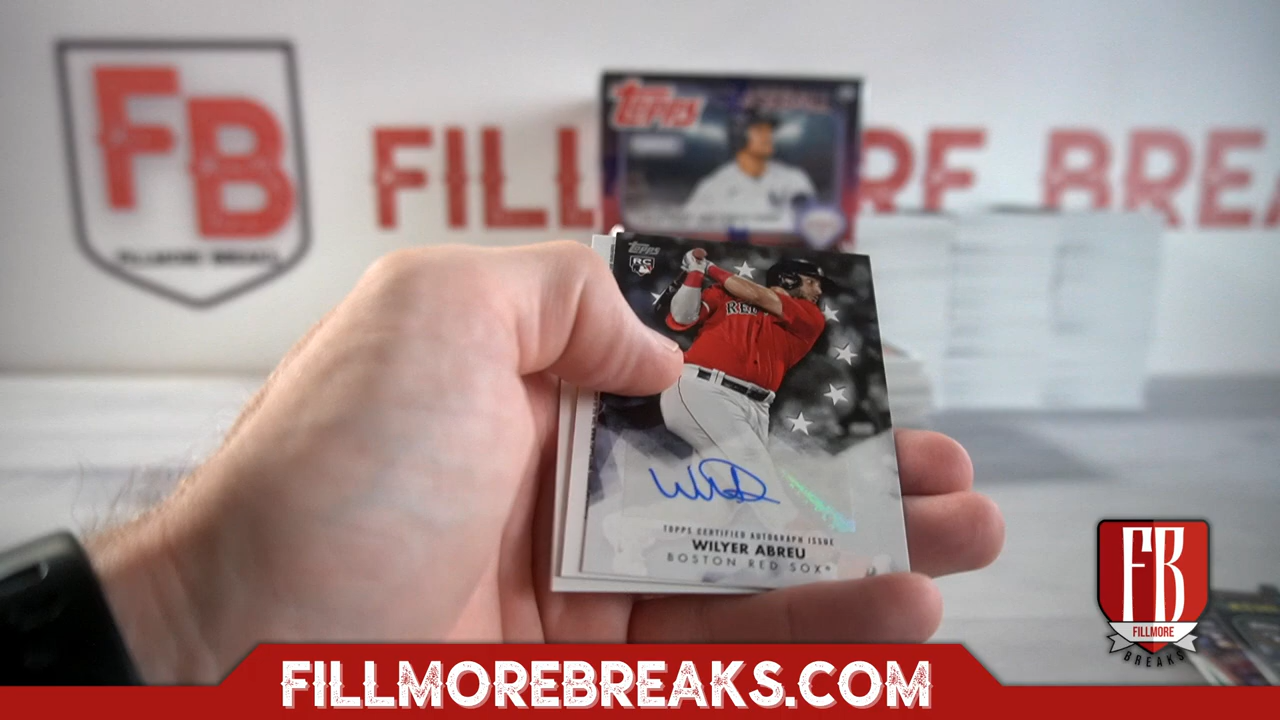 FB
FILLMORE BREAKS
FILL
RE BREA
Topps
Topps
RC
RED
TOPPS CERTIFIED AUTOGRAPH ISSUE
WILYER ABREU
BOSTON RED SOX
FB
FILLMORE
BREAKS
FILLMOREBREAKS.COM